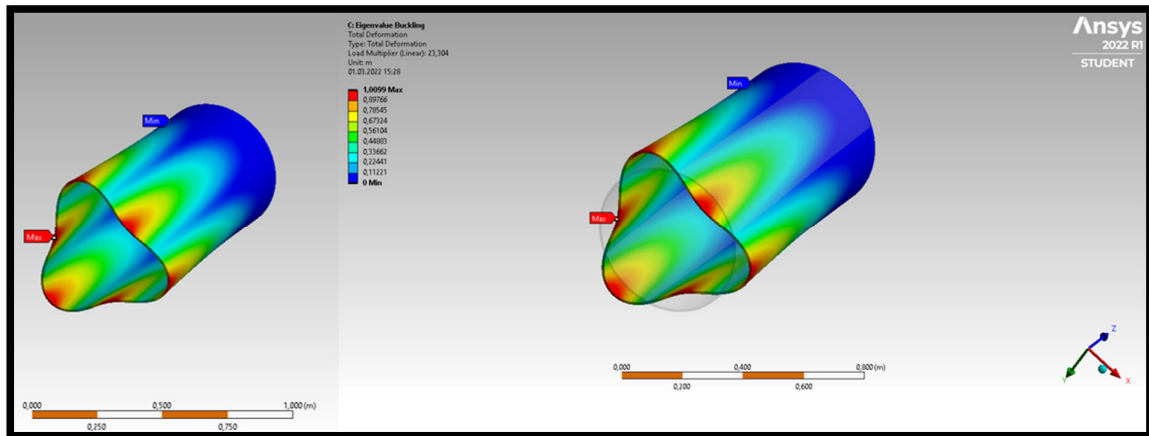 C: Eigenvalue Buckling
Total Deformation
Type: Total Deformation
Load Multiplier (Linear): 23,304
Unit: m
01.03.2022 15:28
1,0099 Max
0,89766
0,78545
0,67324
0,56104
0,44883
0,33662
0,22441
0,11221
0 Min
Ansys
2022 R1
STUDENT
Min
Max
Min
Max
0,000 0,500 1,000 (m)
0,250 0,750
0,000 0,400 0,800 (m)
0,200 0,600
Z
Y
X